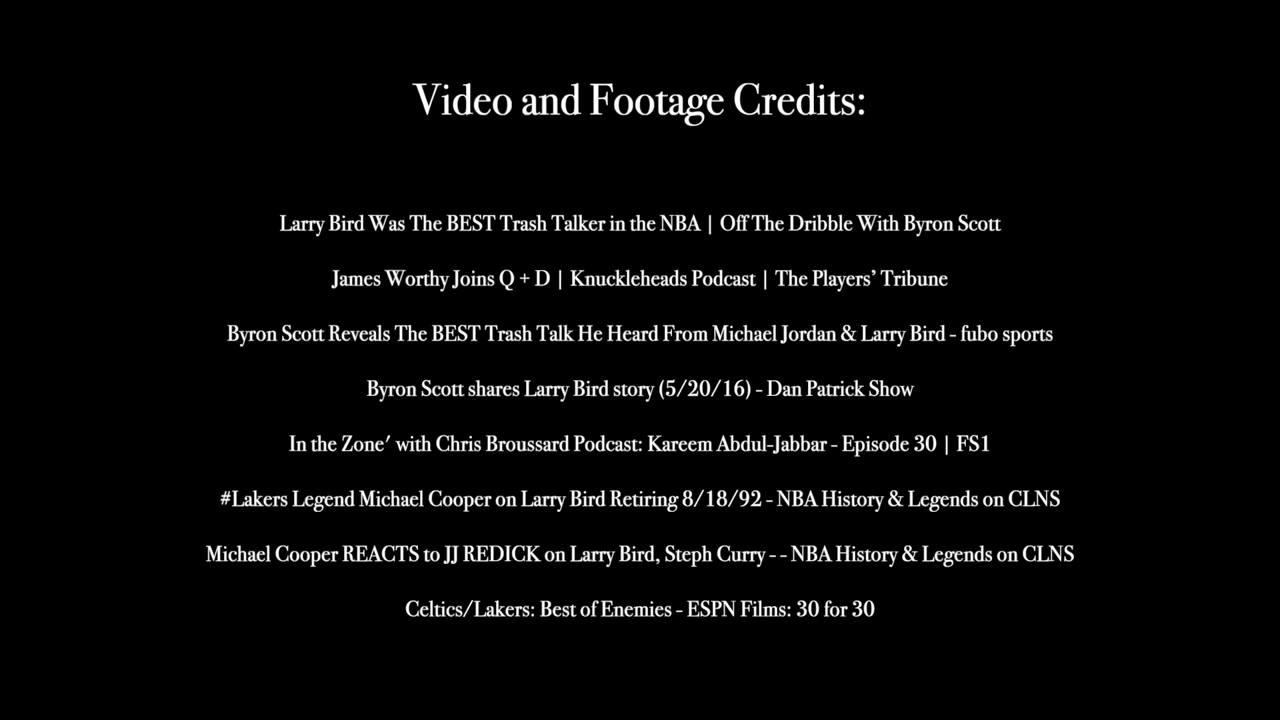 Video and Footage Credits:
Larry Bird Was The BEST Trash Talker in the NBA | Off The Dribble With Byron Scott
James Worthy Joins Q + D | Knuckleheads Podcast | The Players’ Tribune
Byron Scott Reveals The BEST Trash Talk He Heard From Michael Jordan & Larry Bird - fubo sports
Byron Scott shares Larry Bird story (5/20/16) - Dan Patrick Show
In the Zone' with Chris Broussard Podcast: Kareem Abdul-Jabbar - Episode 30 | FS1
#Lakers Legend Michael Cooper on Larry Bird Retiring 8/18/92 - NBA History & Legends on CLNS
Michael Cooper REACTS to JJ REDICK on Larry Bird, Steph Curry - - NBA History & Legends on CLNS
Celtics/Lakers: Best of Enemies - ESPN Films: 30 for 30